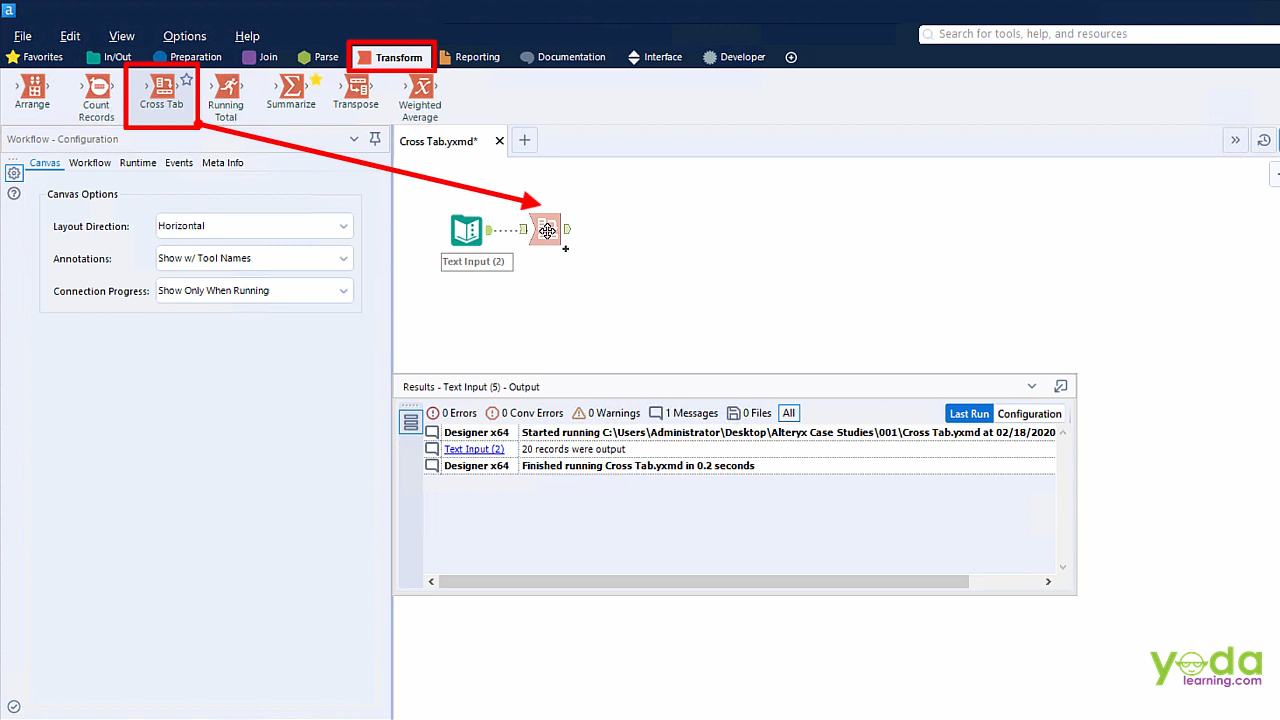 a
File Edit View Options Help
Search for tools, help, and resources
Favorites In/Out Preparation Join Parse Transform Reporting Documentation Interface Developer
Arrange
Count
Records
Cross Tab
Running
Total
Summarize
Transpose
Weighted
Average
Workflow - Configuration
Canvas Workflow Runtime Events Meta Info
Canvas Options
Layout Direction: Horizontal
Annotations: Show w/ Tool Names
Connection Progress: Show Only When Running
Cross Tab.yxmd*
Text Input (2)
Results - Text Input (5) - Output
0 Errors 0 Conv Errors 0 Warnings 1 Messages 0 Files All Last Run Configuration
Designer x64 Started running C:\Users\Administrator\Desktop\Alteryx Case Studies\001\Cross Tab.yxmd at 02/18/2020
Text Input (2) 20 records were output
Designer x64 Finished running Cross Tab.yxmd in 0.2 seconds
yoda
learning.com